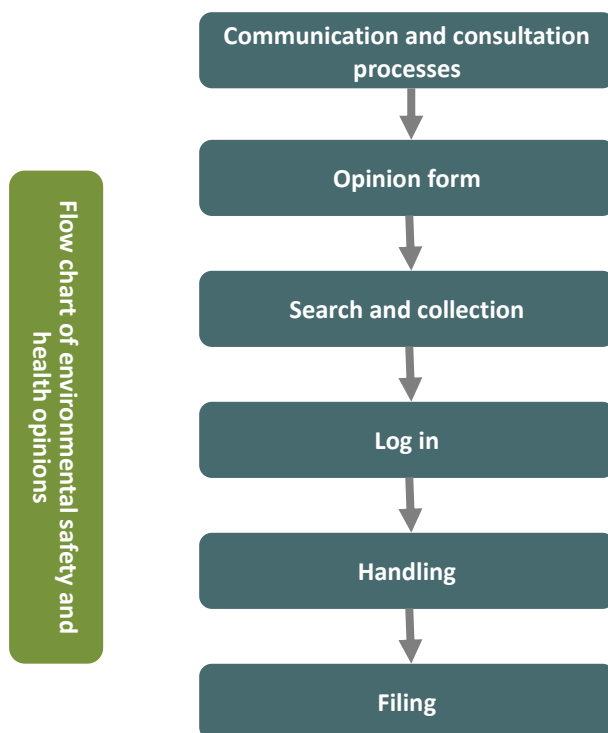 Communication and consultation
processes
Opinion form
Flow chart of environmental safety and
health opinions
Search and collection
Log in
Handling
Filing